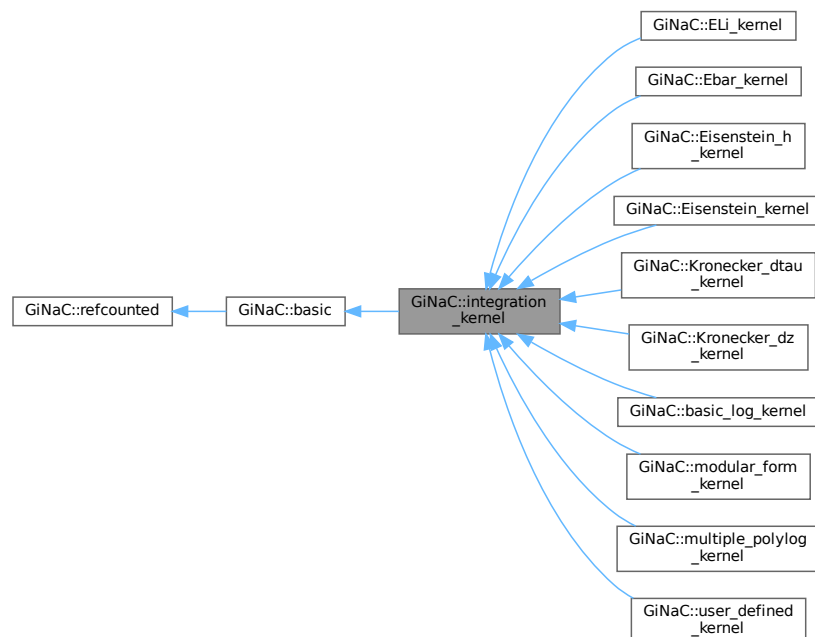 GiNaC::ELi_kernel
GiNaC::Ebar_kernel
GiNaC::Eisenstein_h
_kernel
GiNaC::Eisenstein_kernel
GiNaC::Kronecker_dtau
_kernel
GiNaC::refcounted
GiNaC::basic
GiNaC::integration
_kernel
GiNaC::Kronecker_dz
_kernel
GiNaC::basic_log_kernel
GiNaC::modular_form
_kernel
GiNaC::multiple_polylog
_kernel
GiNaC::user_defined
_kernel